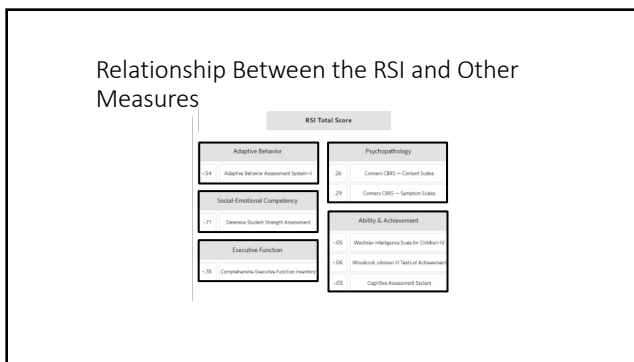 Relationship Between the RSI and Other
Measures
RSI Total Score
Adaptive Behavior
-.54 Adaptive Behavior Assessment System-II
Social-Emotional Competency
-.71 Devereux Student Strength Assessment
Executive Function
-.78 Comprehensive Executive Function Inventory
Psychopathology
.26 Conners CBRS — Content Scales
.29 Conners CBRS — Symptom Scales
Ability & Achievement
-.05 Wechsler Intelligence Scale for Children-IV
-.06 Woodcock Johnson III Tests of Achievement
-.03 Cognitive Assessment System